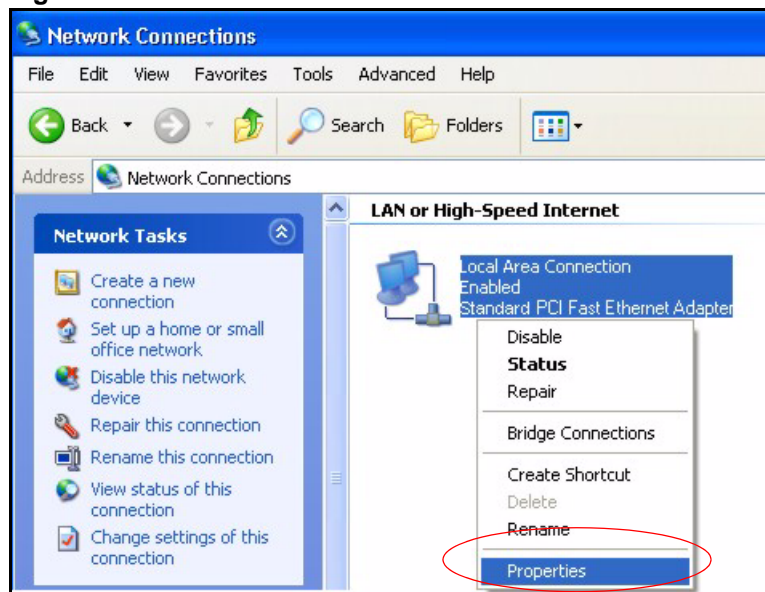 Network Connections
File Edit View Favorites Tools Advanced Help
Back Search Folders
Address Network Connections
Network Tasks
Create a new
connection
Set up a home or small
office network
Disable this network
device
Repair this connection
Rename this connection
View status of this
connection
Change settings of this
connection
LAN or High-Speed Internet
Local Area Connection
Enabled
Standard PCI Fast Ethernet Adapter
Disable
Status
Repair
Bridge Connections
Create Shortcut
Delete
Rename
Properties